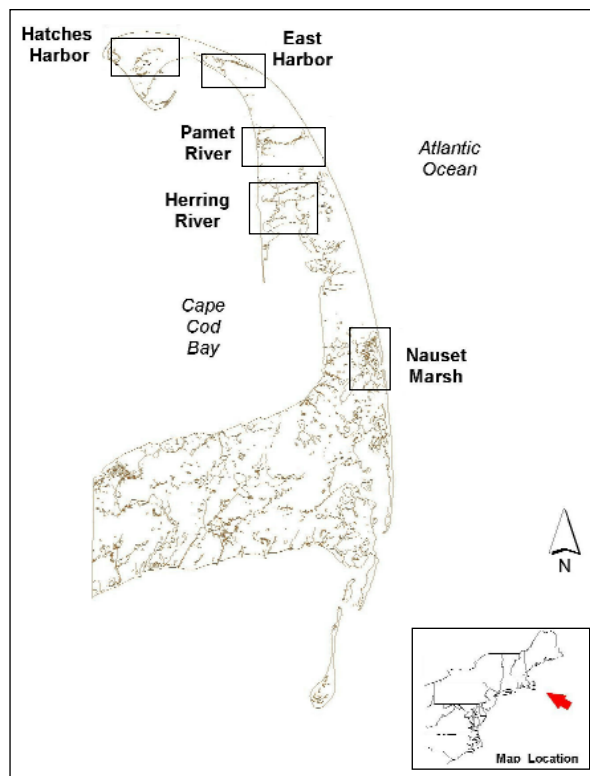 Hatches
Harbor
East
Harbor
Pamet
River
Atlantic
Ocean
Herring
River
Cape
Cod
Bay
Nauset
Marsh
N
Map Location